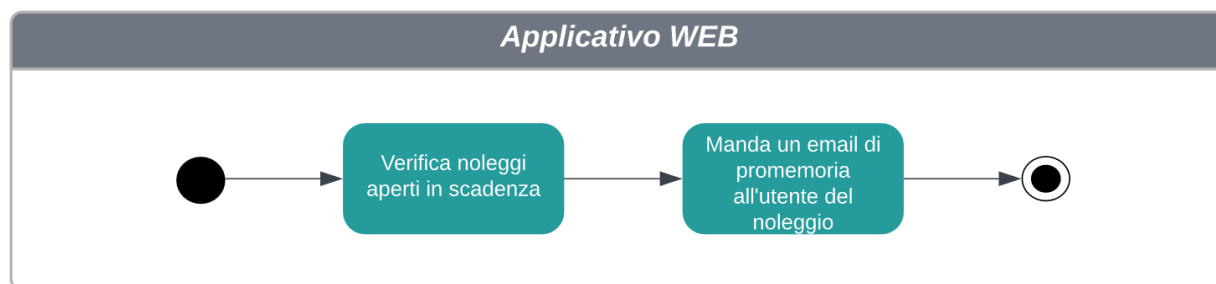 Applicativo WEB
Verifica noleggi
aperti in scadenza
Manda un email di
promemoria
all'utente del
noleggio